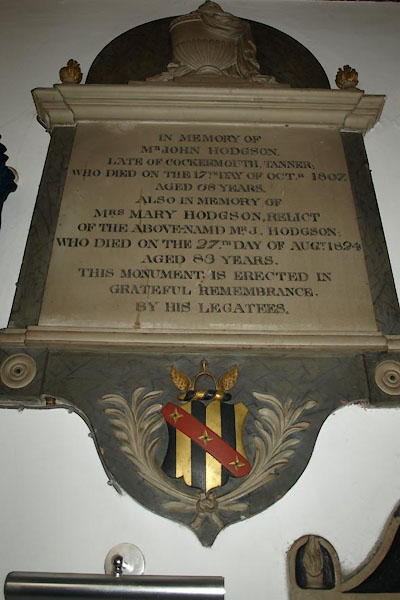 IN MEMORY OF
MR JOHN HODGSON,
LATE OF COCKERMOUTH, TANNER;
WHO DIED ON THE 17TH DAY OF OCTR 1807,
AGED 68 YEARS.
ALSO IN MEMORY OF
MRS MARY HODGSON, RELICT
OF THE ABOVE-NAMD MR J. HODGSON;
WHO DIED ON THE 27TH DAY OF AUGT 1824
AGED 83 YEARS.
THIS MONUMENT IS ERECTED IN
GRATEFUL REMEMBRANCE.
BY HIS LEGATEES.